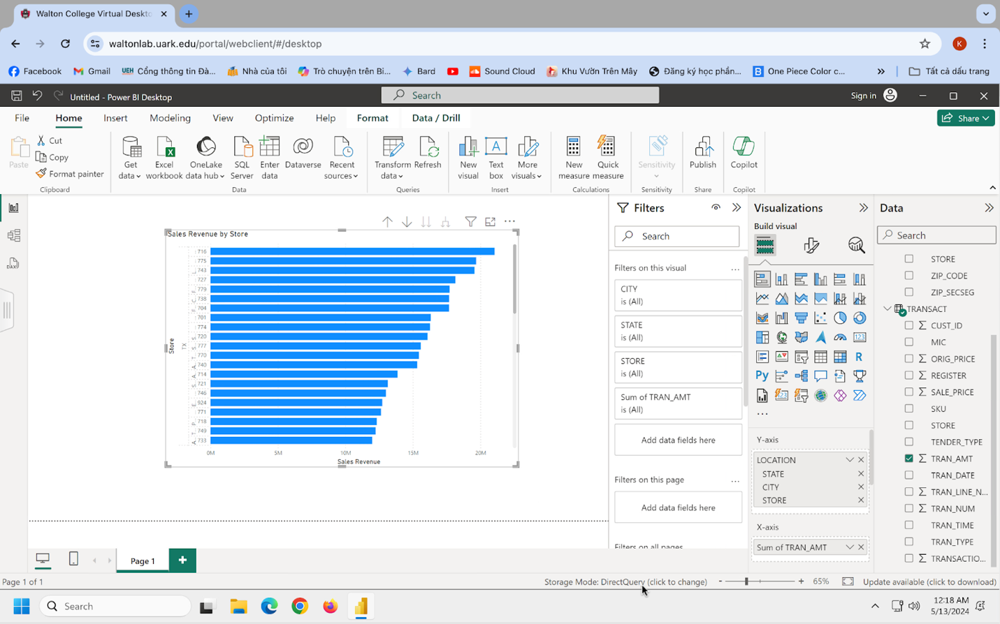 Walton College Virtual Deskto
waltonlab.uark.edu/portal/webclient/#/desktop
K
Facebook
Gmail
UEH Cổng thông tin Đà...
Nhà của tôi
Trò chuyện trên Bi...
Bard
Sound Cloud
Khu Vườn Trên Mây
Đăng ký học phần...
One Piece Color c...
Tất cả dấu trang
Untitled - Power BI Desktop
Search
Sign in
File
Home
Insert
Modeling
View
Optimize
Help
Format
Data / Drill
Share
Paste
Cut
Copy
Format painter
Clipboard
Get data
Excel workbook
OneLake data hub
SQL Server
Enter data
Dataverse
Recent sources
Data
Transform data
Refresh
Queries
New visual
Text box
More visuals
Insert
New measure
Quick measure
Calculations
Sensitivity
Sensitivity
Publish
Share
Copilot
Copilot
Sales Revenue by Store
716
775
743
727
779
738
704
701
774
720
777
770
740
714
721
746
924
771
718
749
733
Store
TX
0M 5M 10M 15M 20M
Sales Revenue
Filters
Search
Filters on this visual
CITY
is (All)
STATE
is (All)
STORE
is (All)
Sum of TRAN_AMT
is (All)
Add data fields here
Filters on this page
Add data fields here
Filters on all pages
Visualizations
Build visual
123
R
Py
123
Y-axis
LOCATION
STATE
CITY
STORE
X-axis
Sum of TRAN_AMT
Data
Search
STORE
ZIP_CODE
ZIP_SECSEG
TRANSACT
CUST_ID
MIC
ORIG_PRICE
REGISTER
SALE_PRICE
SKU
STORE
TENDER_TYPE
TRAN_AMT
TRAN_DATE
TRAN_LINE_N...
TRAN_NUM
TRAN_TIME
TRAN_TYPE
TRANSACTIO...
Page 1
Page 1 of 1
Storage Mode: DirectQuery (click to change)
65%
Update available (click to download)
Search
12:18 AM
5/13/2024